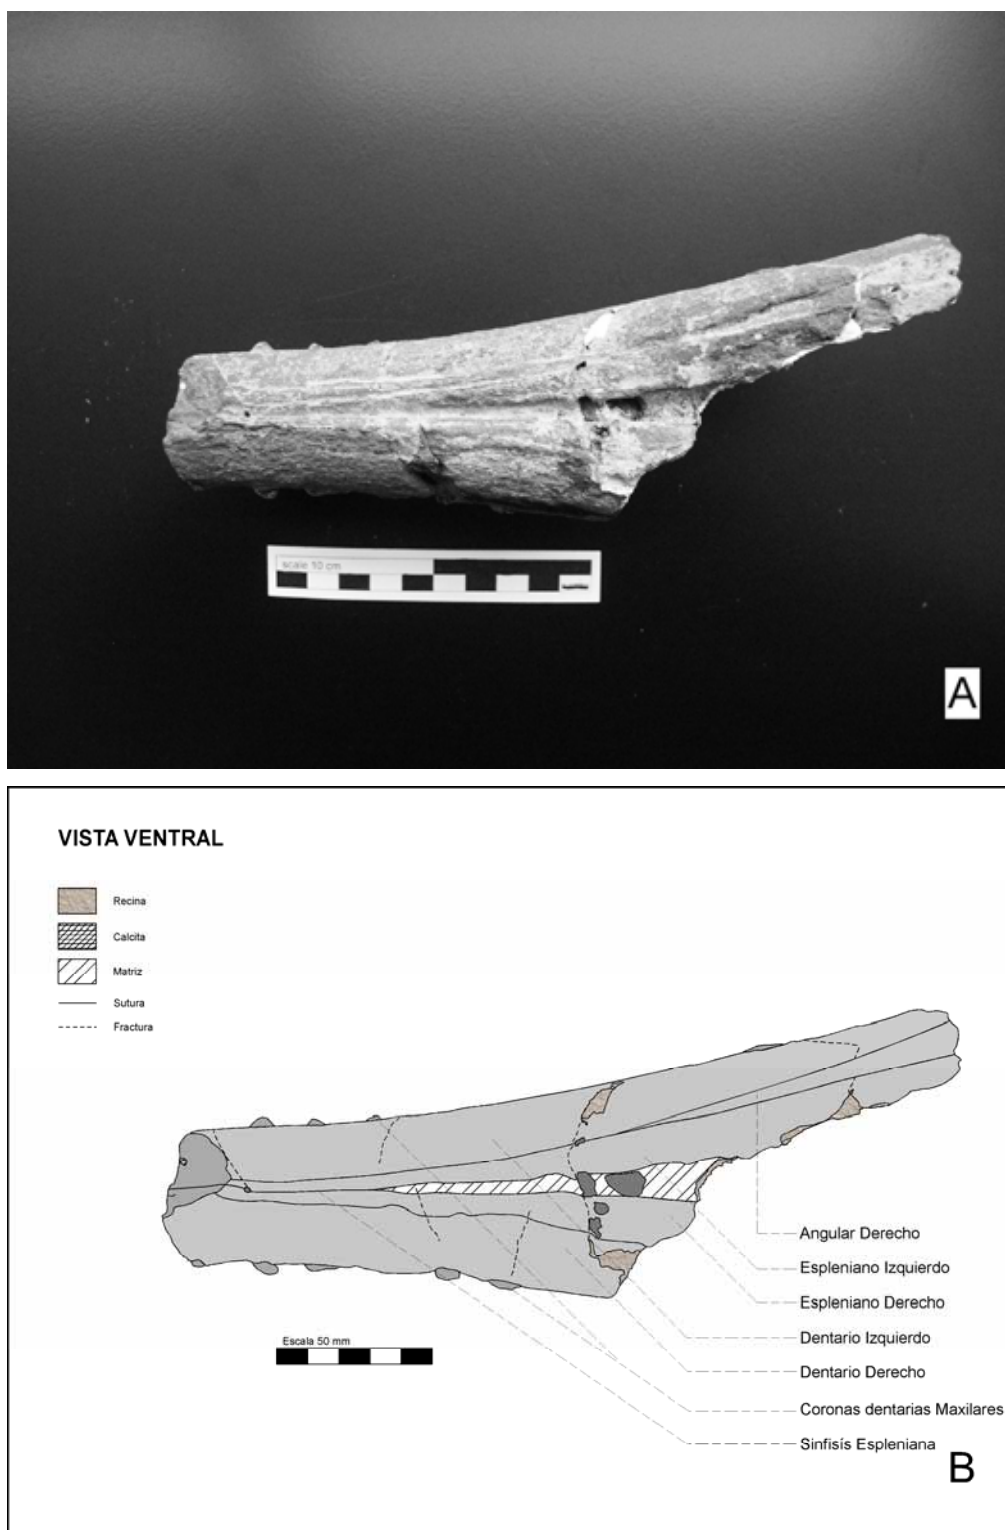 scale 10 cm
A
VISTA VENTRAL
Recina
Calcita
Matriz
Sutura
Fractura
Angular Derecho
Espleniano Izquierdo
Espleniano Derecho
Dentario Izquierdo
Dentario Derecho
Escala 50 mm
Coronas dentarias Maxilares
Sinfisís Espleniana
B